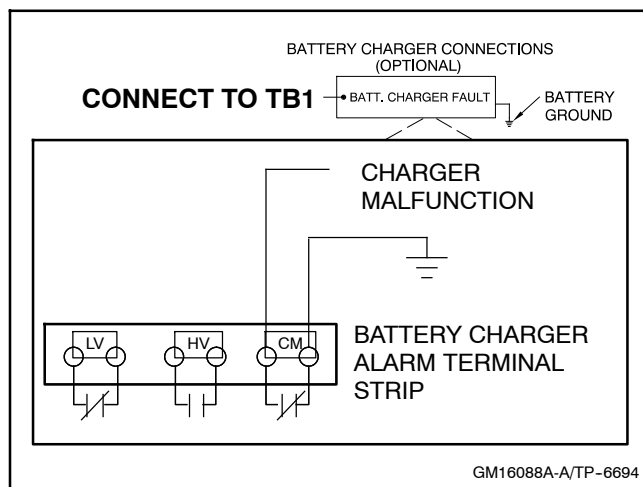 BATTERY CHARGER CONNECTIONS
(OPTIONAL)
CONNECT TO TB1
BATT. CHARGER FAULT
BATTERY
GROUND
CHARGER
MALFUNCTION
LV
HV
CM
BATTERY CHARGER
ALARM TERMINAL
STRIP
GM16088A-A/TP-6694